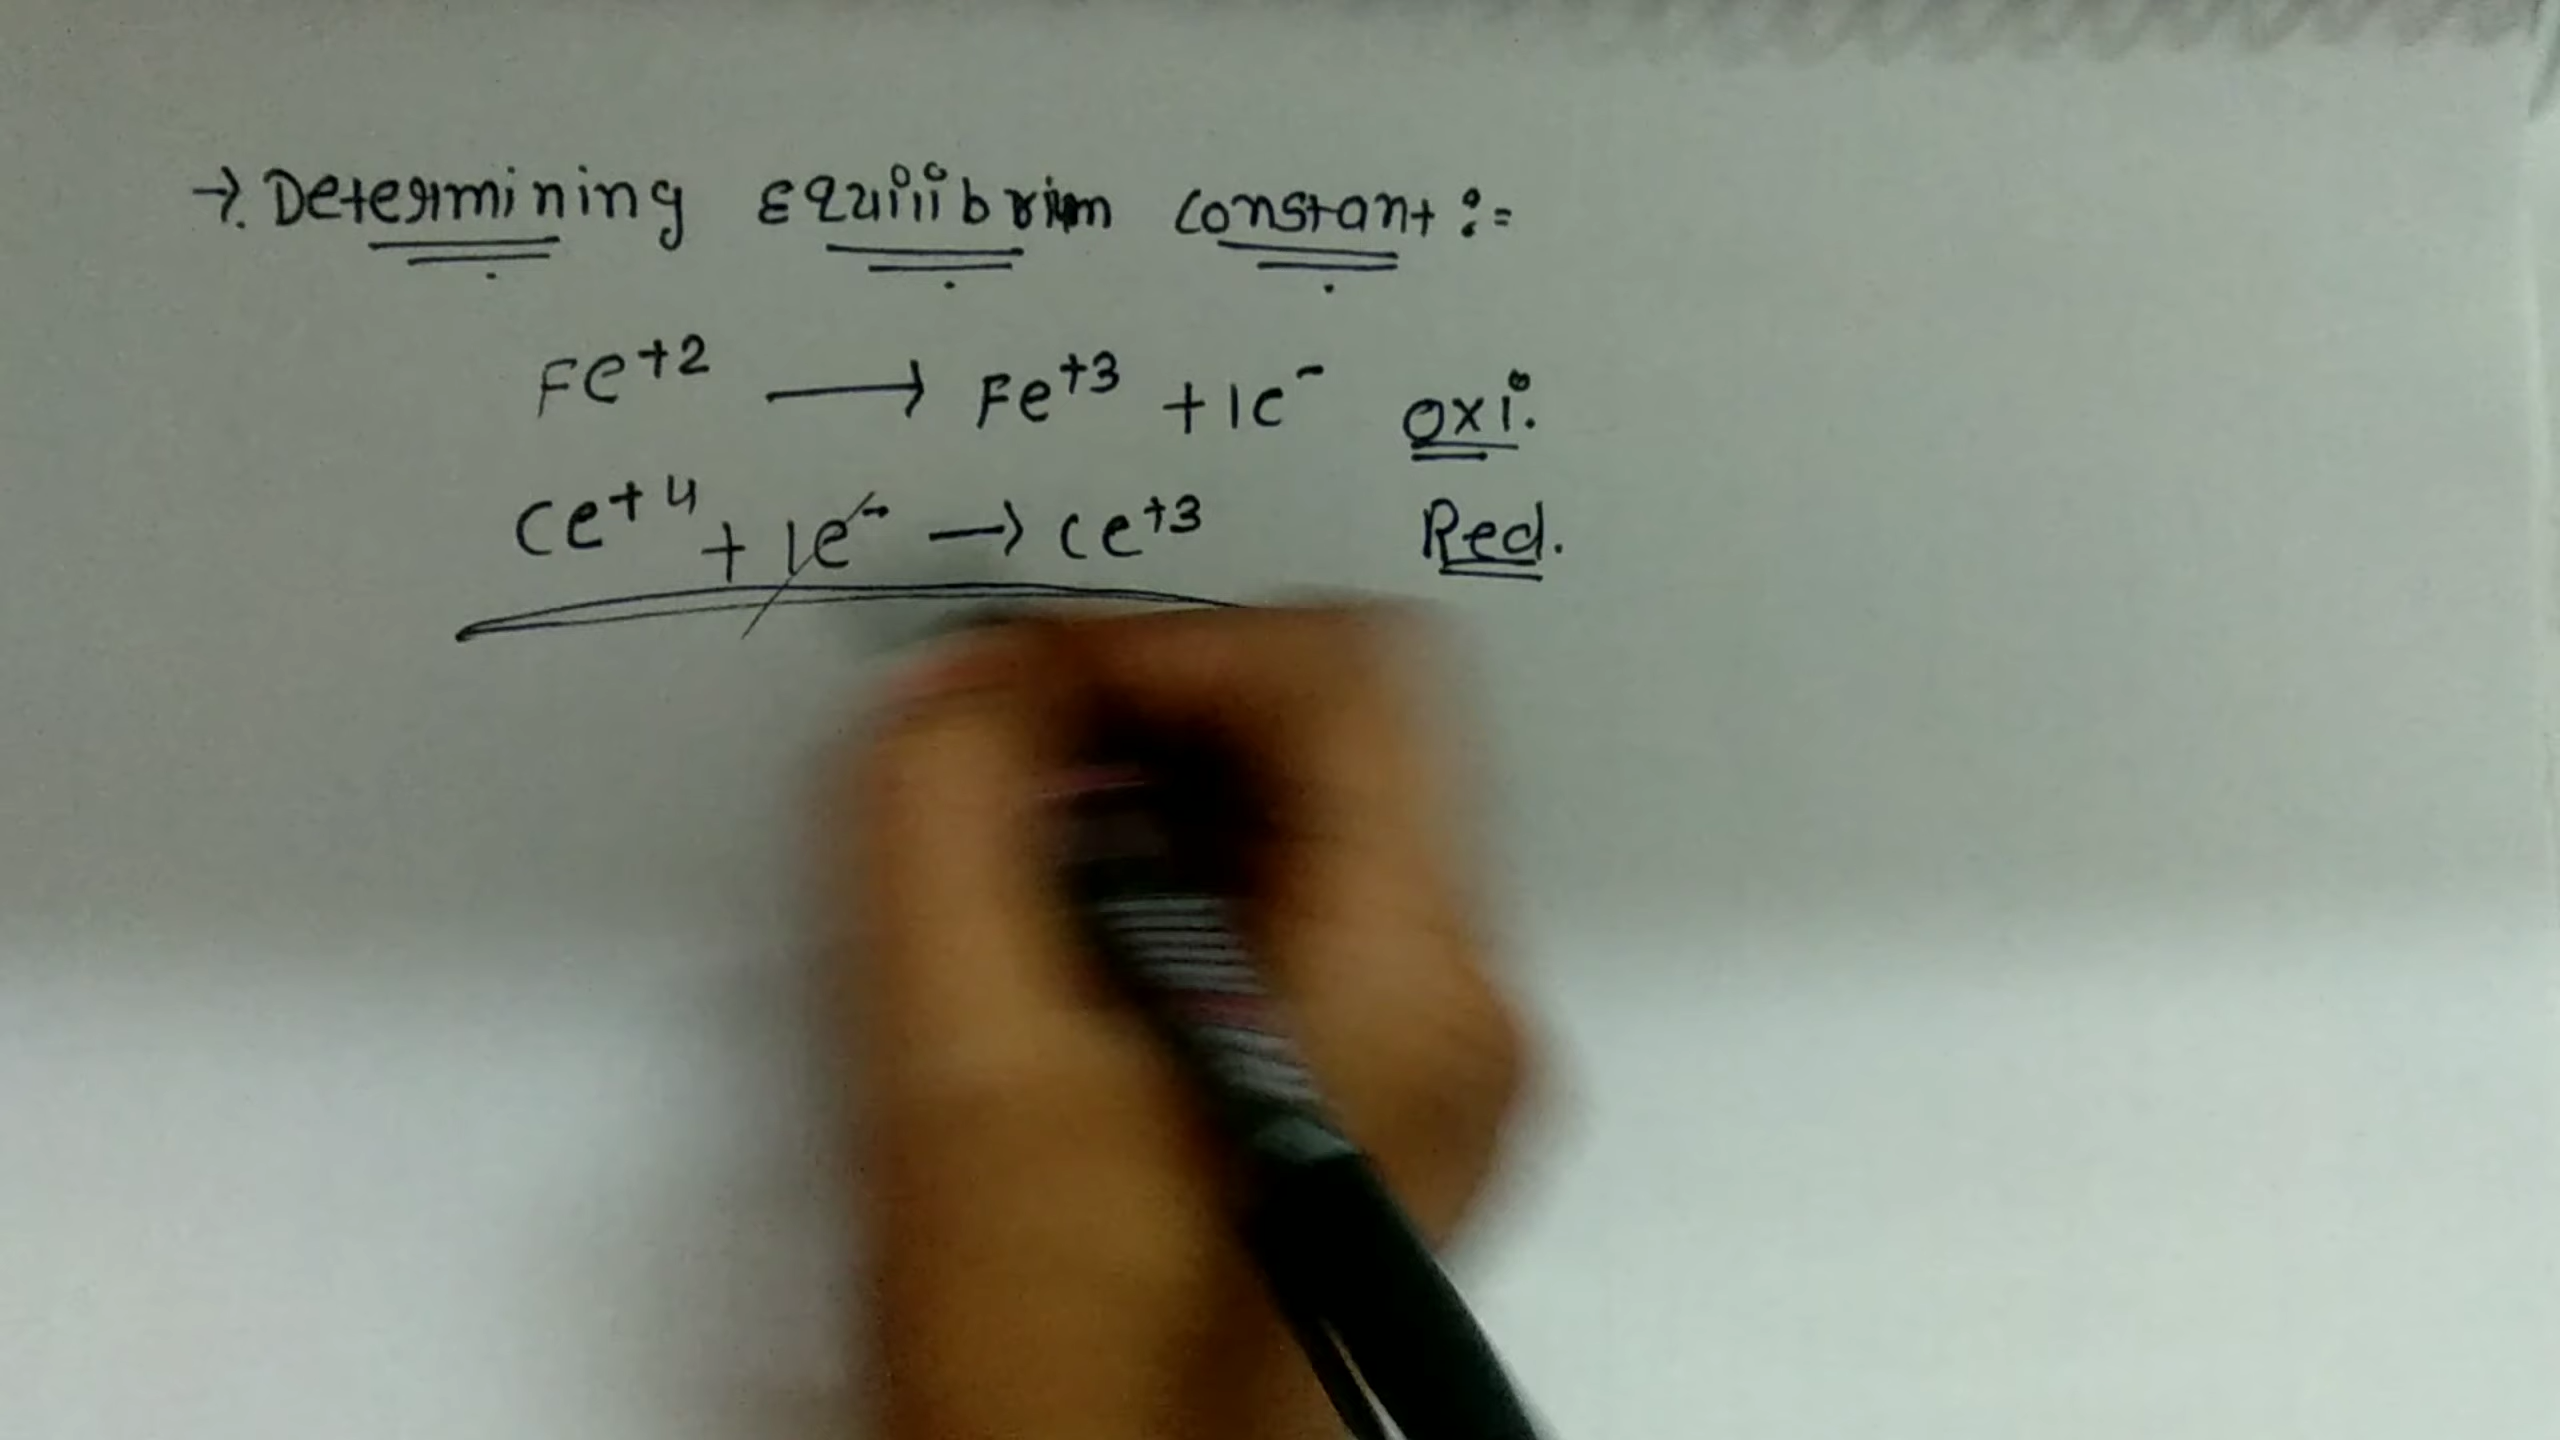 →. Determining Equilibrium constant :=
Fe⁺² ⟶ Fe⁺³ + 1e⁻ oxi.
Ce⁺⁴ + 1e⁻ → Ce⁺³ Red.